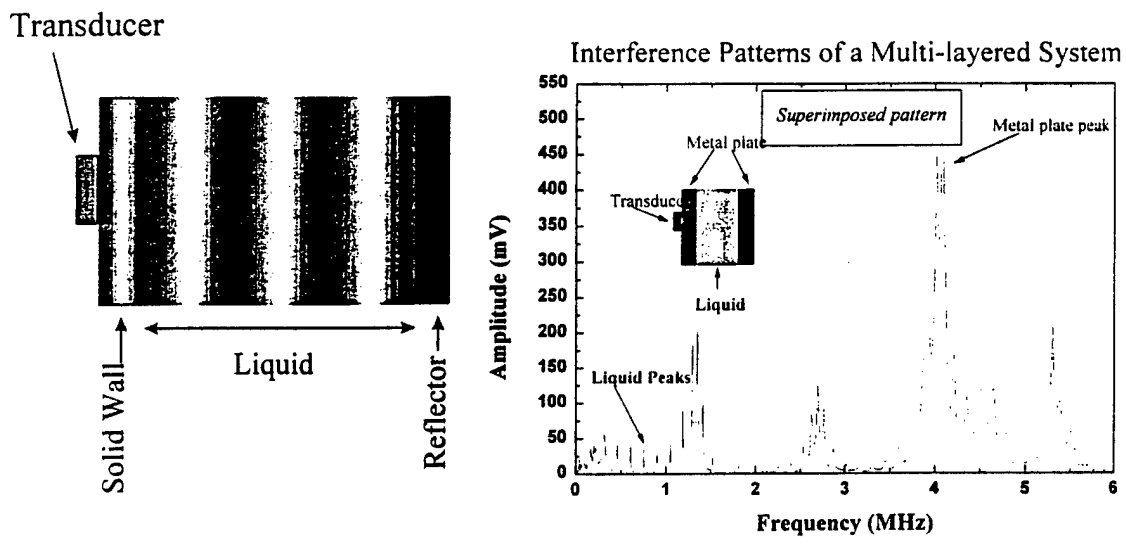 Transducer
Solid Wall
Liquid
Reflector
Interference Patterns of a Multi-layered System
Superimposed pattern
Metal plate peak
Metal plate
Transduc
Liquid
Liquid Peaks
Amplitude (mV)
550
500
450
400
350
300
250
200
150
100
50
0
0 1 2 3 4 5 6
Frequency (MHz)